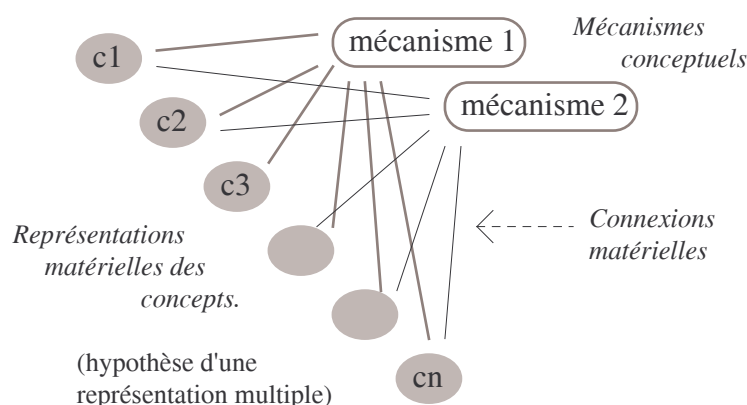 mécanisme 1
Mécanismes
conceptuels
c1
mécanisme 2
c2
c3
Représentations
matérielles des
concepts.
Connexions
matérielles
(hypothèse d'une
représentation multiple)
cn